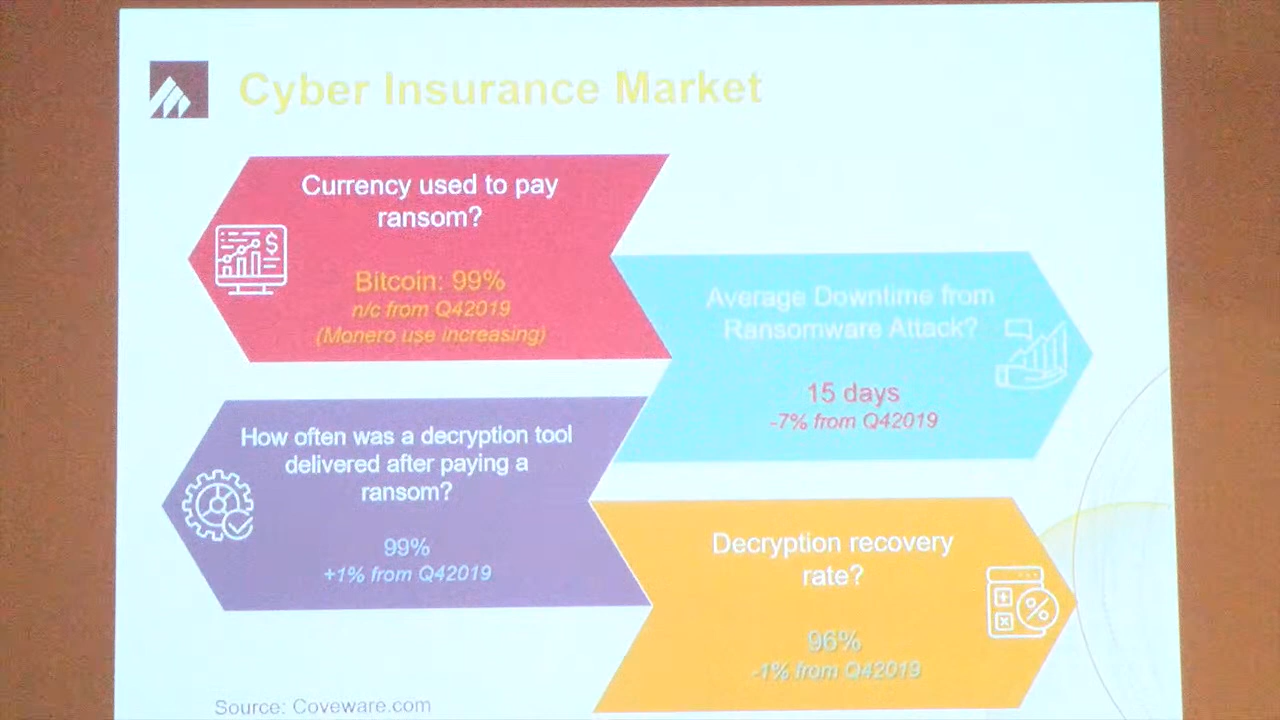 Cyber Insurance Market
Currency used to pay
ransom?
Bitcoin: 99%
n/c from Q42019
(Monero use increasing)
Average Downtime from
Ransomware Attack?
15 days
-7% from Q42019
How often was a decryption tool
delivered after paying a
ransom?
99%
+1% from Q42019
Decryption recovery
rate?
96%
-1% from Q42019
Source: Coveware.com